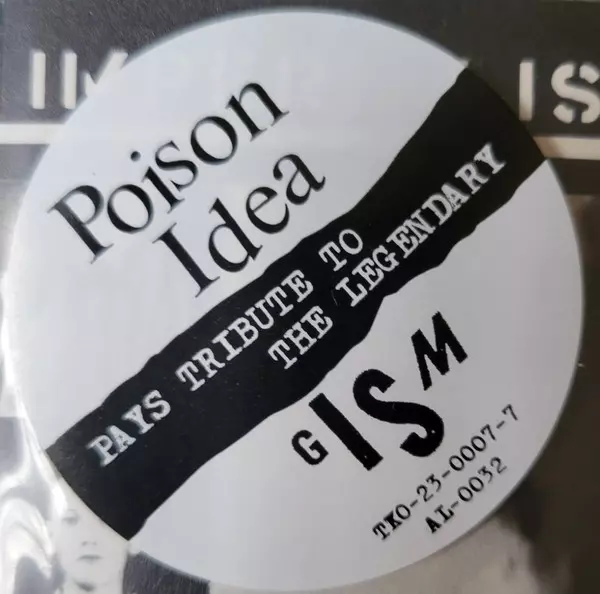 Poison
Idea
PAYS TRIBUTE TO
THE LEGENDARY
GISM
TKO-23-0007-7
AL-0032